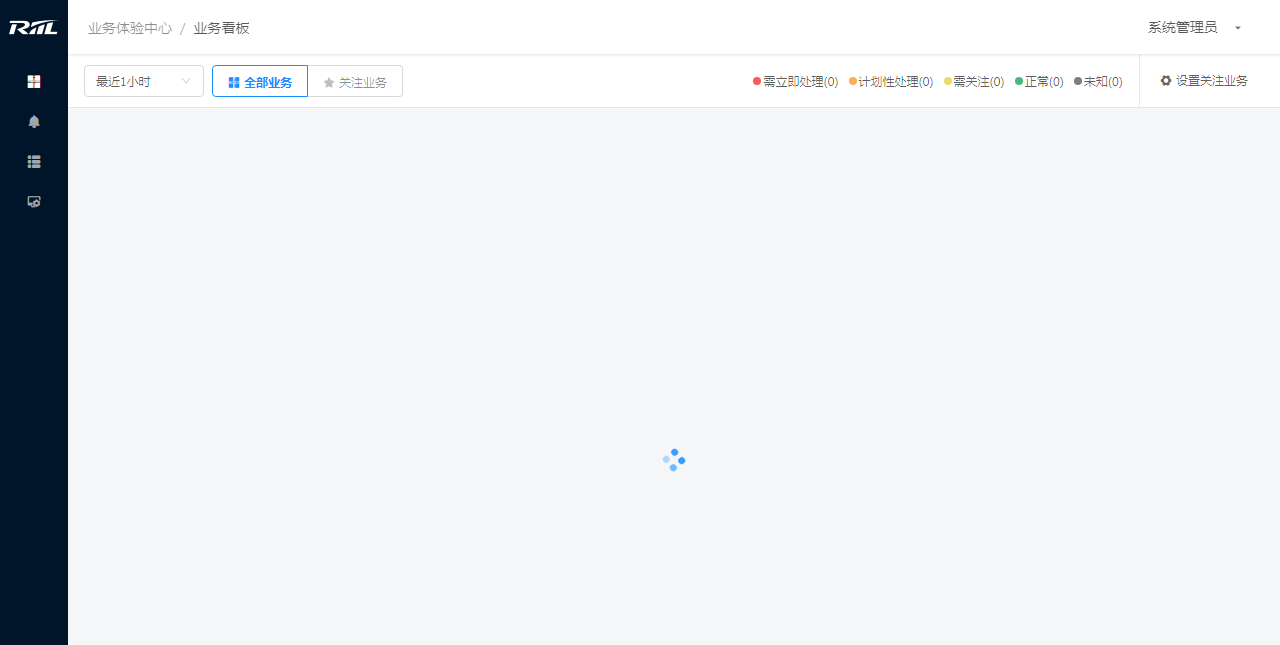 RIIL
业务体验中心 / 业务看板
系统管理员
最近1小时
全部业务
关注业务
需立即处理(0) 计划性处理(0) 需关注(0) 正常(0) 未知(0)
设置关注业务